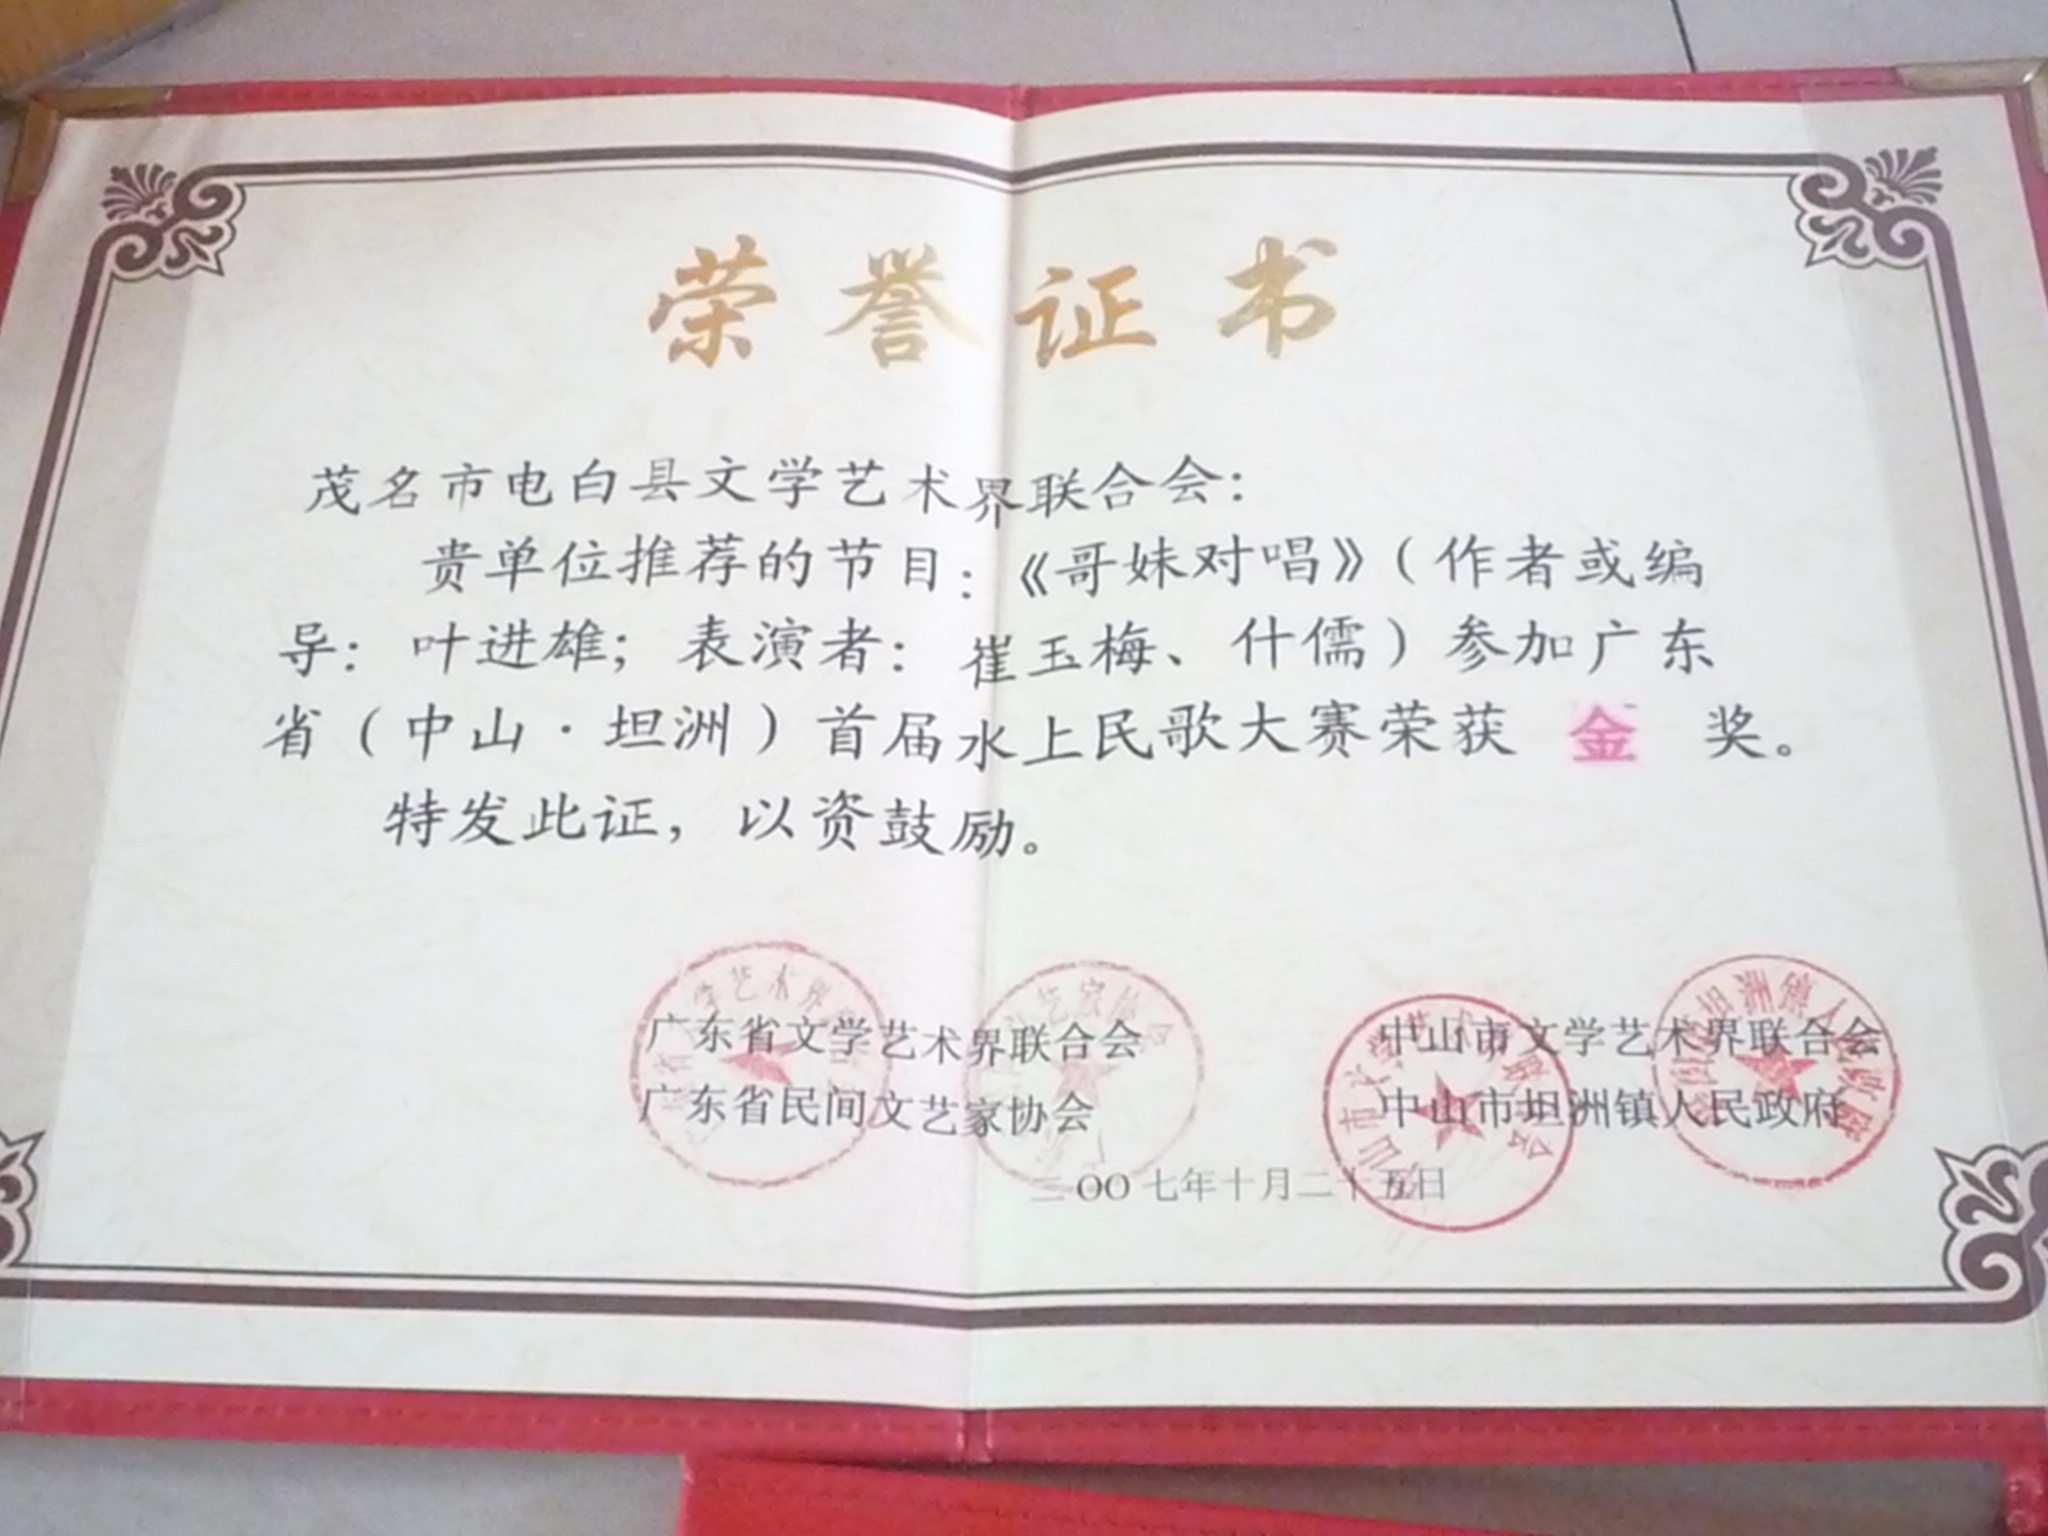 荣誉证书
茂名市电白县文学艺术界联合会：
贵单位推荐的节目：《哥妹对唱》（作者或编
导：叶进雄；表演者：崔玉梅、什儒）参加广东
省（中山·坦洲）首届水上民歌大赛荣获 金 奖。
特发此证，以资鼓励。
广东省文学艺术界联合会 中山市文学艺术界联合会
广东省民间文艺家协会 中山市坦洲镇人民政府
二〇〇七年十月二十五日